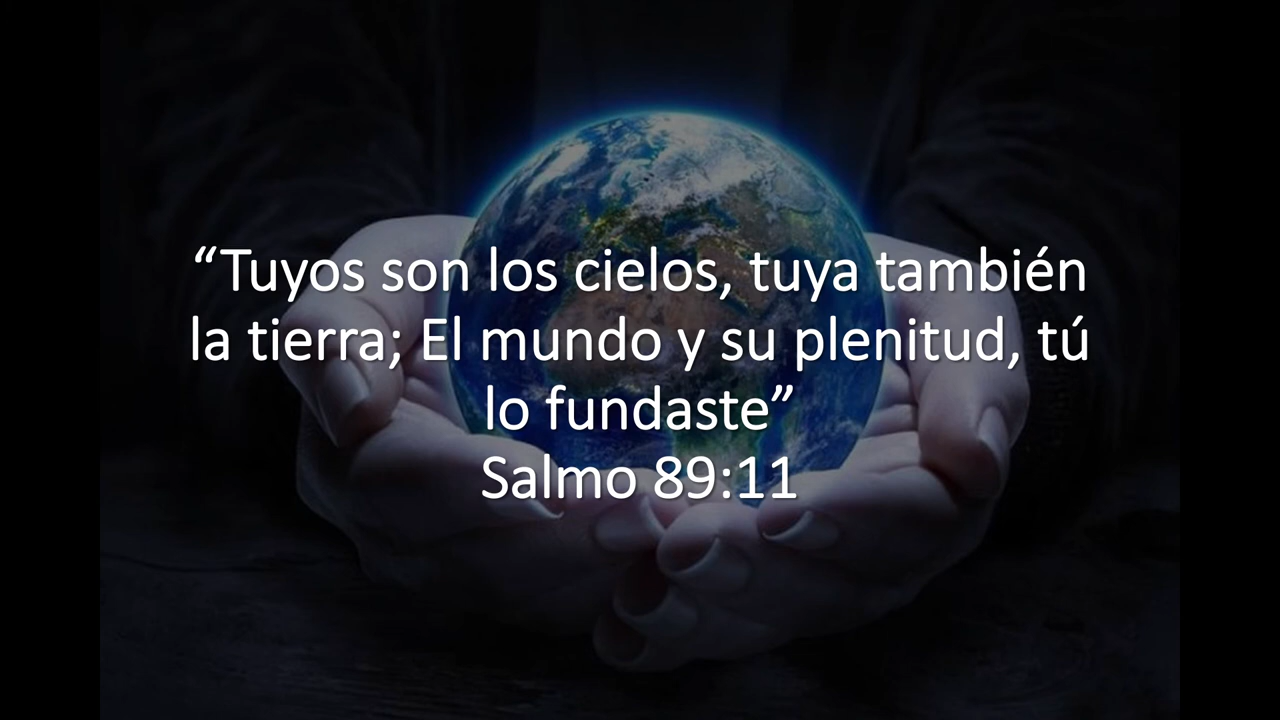 “Tuyos son los cielos, tuya también
la tierra; El mundo y su plenitud, tú
lo fundaste”
Salmo 89:11